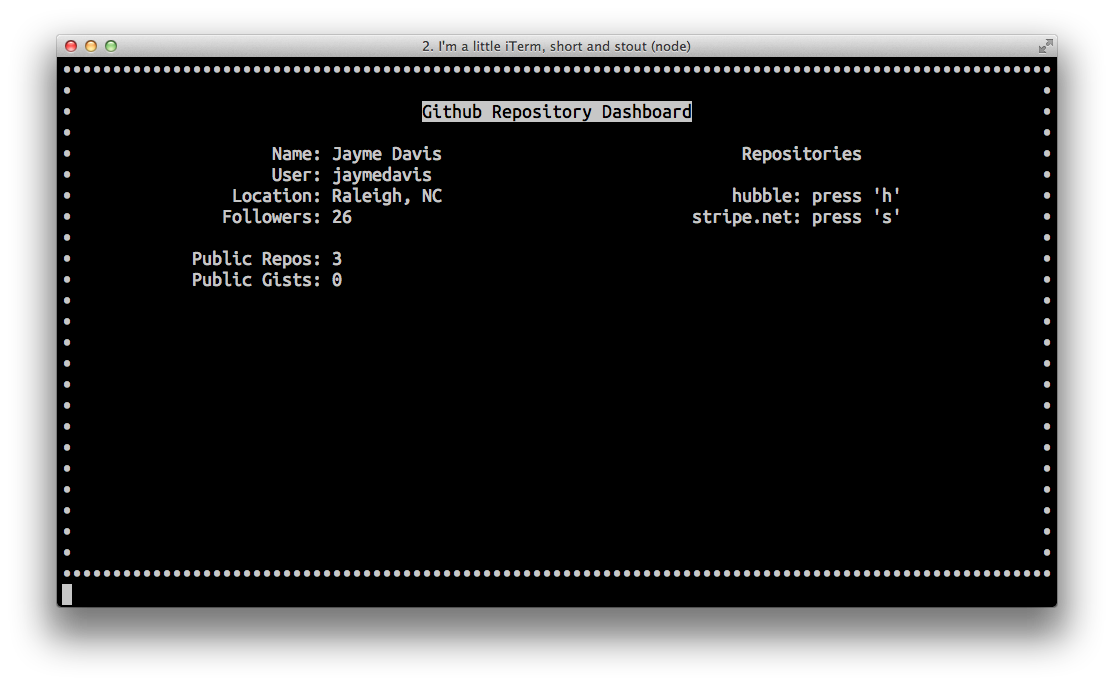 2. I'm a little iTerm, short and stout (node)
Github Repository Dashboard
Name: Jayme Davis
User: jaymedavis
Location: Raleigh, NC
Followers: 26
Public Repos: 3
Public Gists: 0
Repositories
hubble: press 'h'
stripe.net: press 's'